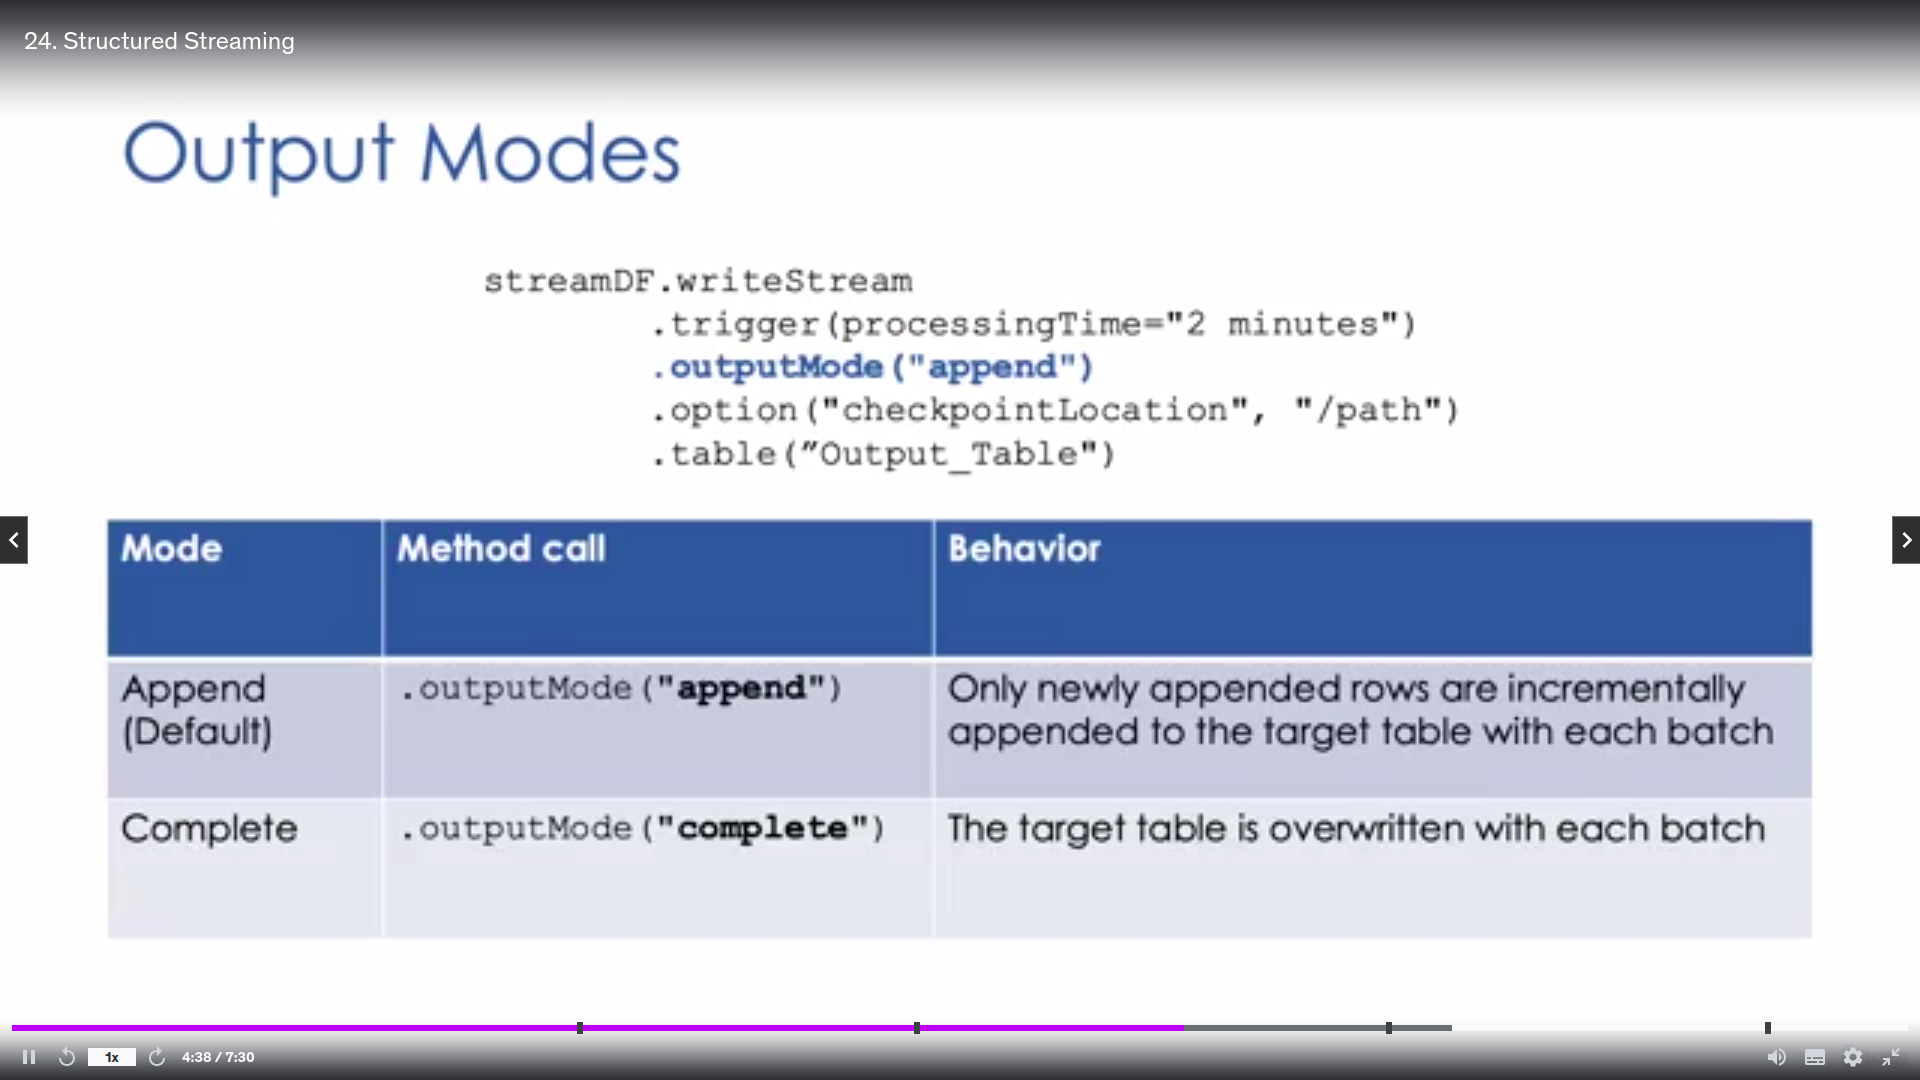 24. Structured Streaming
Output Modes
streamDF.writeStream
.trigger(processingTime="2 minutes")
.outputMode("append")
.option("checkpointLocation", "/path")
.table(”Output_Table")
Mode
Method call
Behavior
Append
(Default)
.outputMode("append")
Only newly appended rows are incrementally
appended to the target table with each batch
Complete
.outputMode("complete")
The target table is overwritten with each batch
1x
4:38 / 7:30